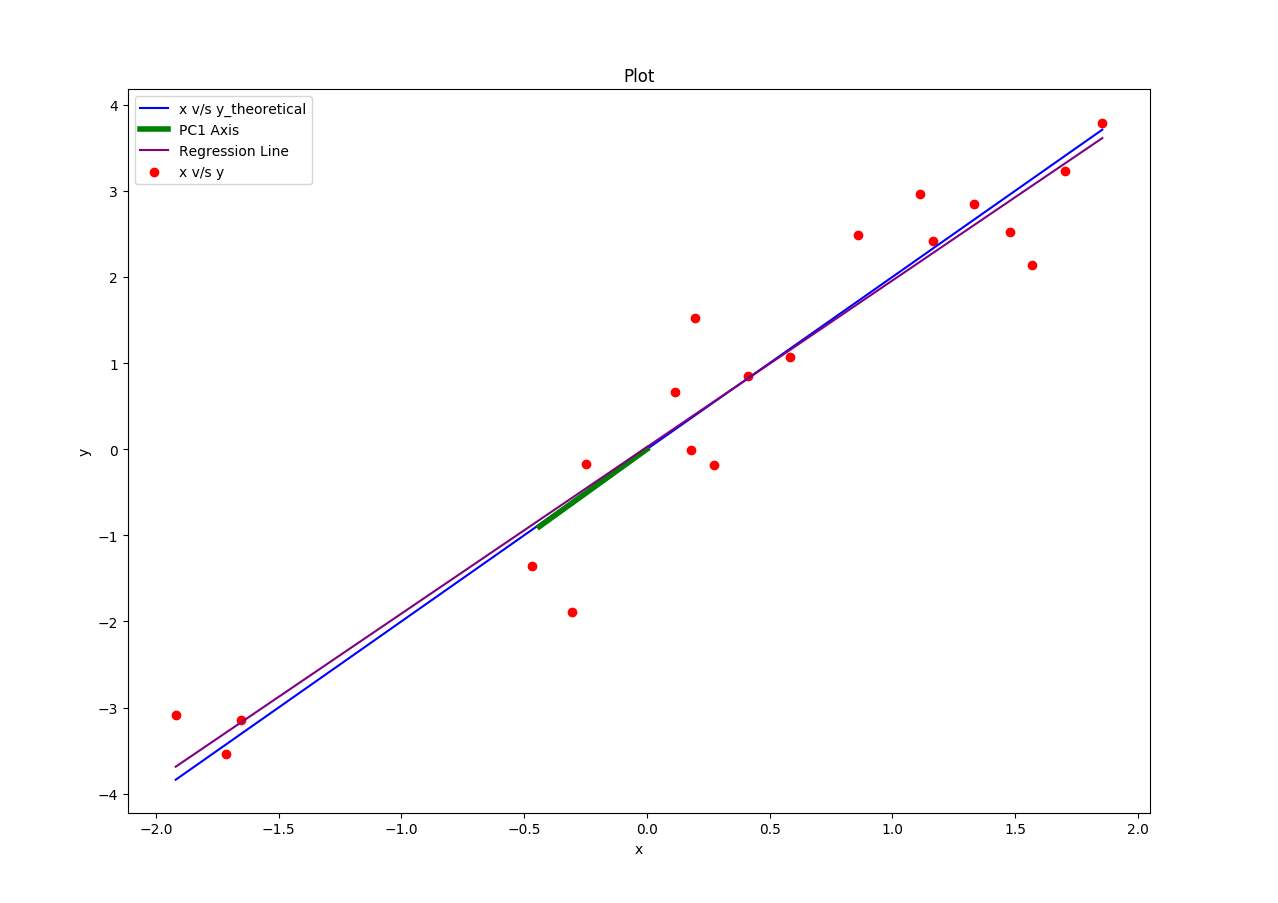 Plot
x v/s y_theoretical
PC1 Axis
Regression Line
x v/s y
4
3
2
1
0
−1
−2
−3
−4
y
−2.0 −1.5 −1.0 −0.5 0.0 0.5 1.0 1.5 2.0
x